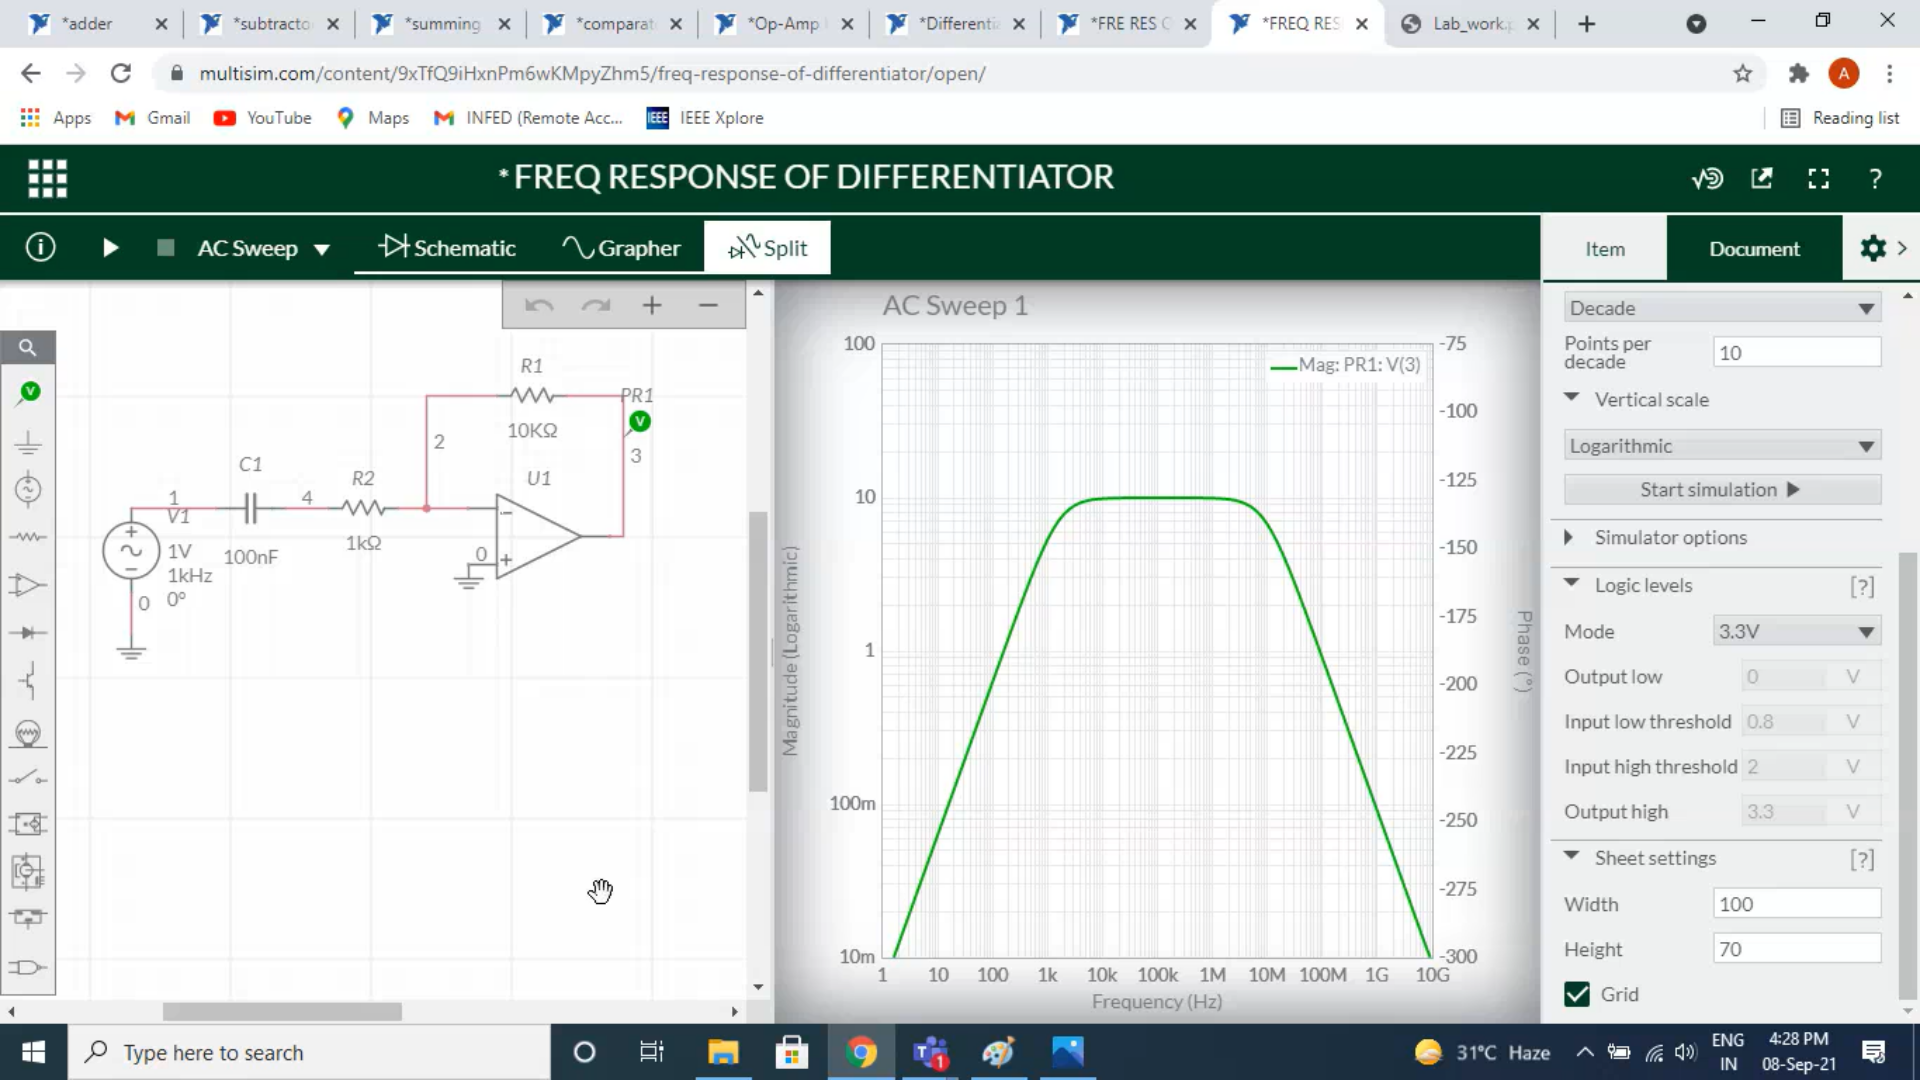 *adder
*subtracto
*summing
*comparat
*Op-Amp
*Differenti
*FRE RES
*FREQ RES
Lab_work.p
multisim.com/content/9xTfQ9iHxnPm6wKMpyZhm5/freq-response-of-differentiator/open/
A
Apps
Gmail
YouTube
Maps
INFED (Remote Acc...
IEEE
IEEE Xplore
Reading list
* FREQ RESPONSE OF DIFFERENTIATOR
?
AC Sweep
Schematic
Grapher
Split
Item
Document
V
R1
PR1
V
10KΩ
2
3
C1
R2
U1
1
4
V1
1V
100nF
1kΩ
0
1kHz
0
0°
AC Sweep 1
Mag: PR1: V(3)
100
10
1
100m
10m
Magnitude (Logarithmic)
-75
-100
-125
-150
-175
-200
-225
-250
-275
-300
Phase (°)
1 10 100 1k 10k 100k 1M 10M 100M 1G 10G
Frequency (Hz)
Decade
Points per
decade
10
Vertical scale
Logarithmic
Start simulation
Simulator options
Logic levels [?]
Mode 3.3V
Output low 0 V
Input low threshold 0.8 V
Input high threshold 2 V
Output high 3.3 V
Sheet settings [?]
Width 100
Height 70
Grid
Type here to search
1
31°C Haze
ENG
IN
4:28 PM
08-Sep-21